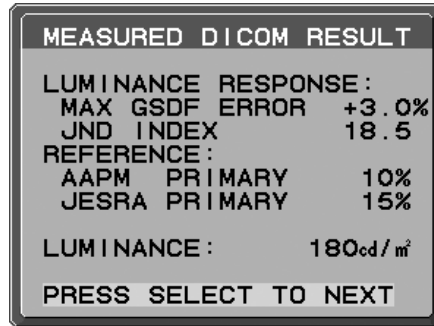 MEASURED DICOM RESULT
LUMINANCE RESPONSE:
MAX GSDF ERROR +3.0%
JND INDEX 18.5
REFERENCE:
AAPM PRIMARY 10%
JESRA PRIMARY 15%
LUMINANCE: 180cd/㎡
PRESS SELECT TO NEXT